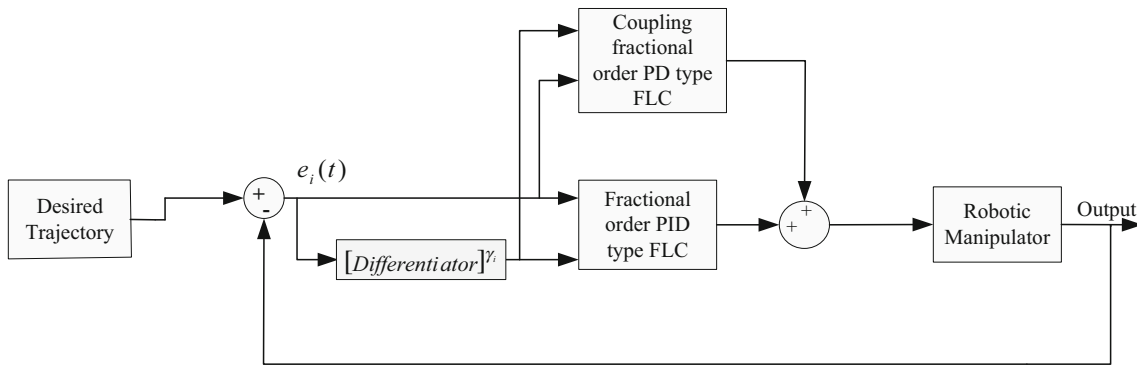 Coupling
fractional
order PD type
FLC
e_i(t)
Desired
Trajectory
+
-
[Differentiator]^{γ_i}
Fractional
order PID
type FLC
+
+
Robotic
Manipulator
Output